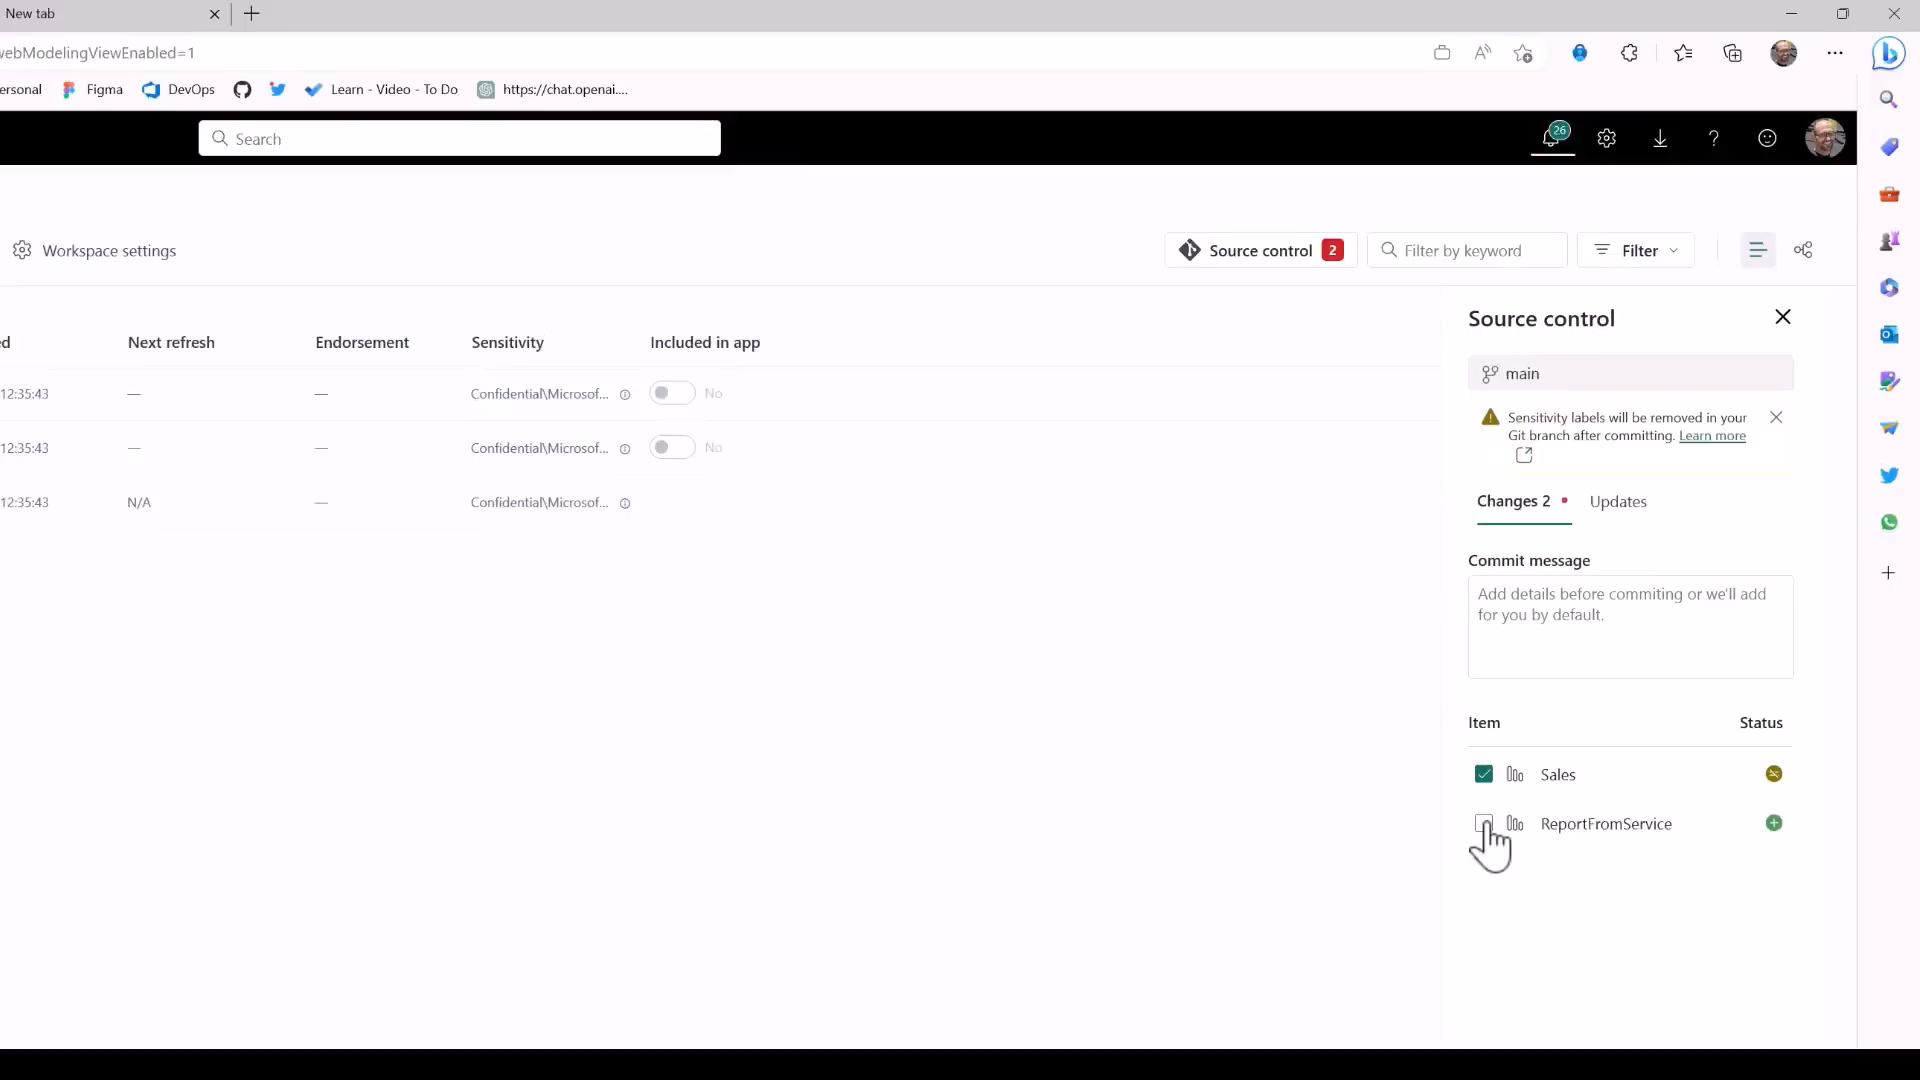 New tab
webModelingViewEnabled=1
ersonal
Figma
DevOps
Learn - Video - To Do
https://chat.openai....
Search
26
Workspace settings
Source control 2
Filter by keyword
Filter
ed
Next refresh
Endorsement
Sensitivity
Included in app
12:35:43
—
—
Confidential\Microsof...
No
12:35:43
—
—
Confidential\Microsof...
No
12:35:43
N/A
—
Confidential\Microsof...
Source control
main
Sensitivity labels will be removed in your
Git branch after committing. Learn more
Changes 2
Updates
Commit message
Add details before commiting or we'll add
for you by default.
Item
Status
Sales
ReportFromService